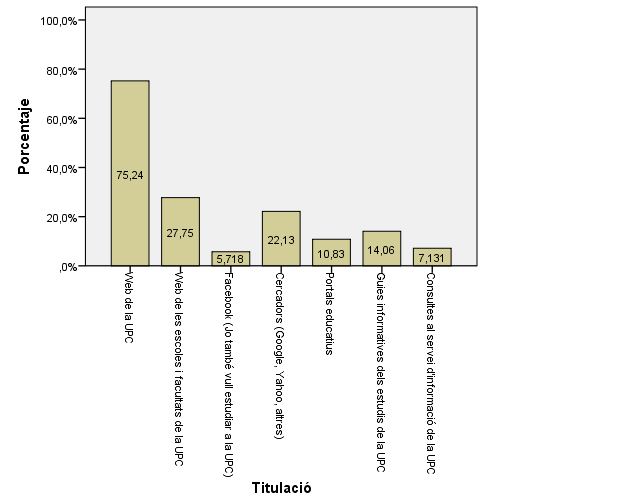 Porcentaje
100,0%
80,0%
60,0%
40,0%
20,0%
,0%
75,24
27,75
5,718
22,13
10,83
14,06
7,131
Web de la UPC
Web de les escoles i facultats de la UPC
Facebook (Jo també vull estudiar a la UPC)
Cercadors (Google, Yahoo, altres)
Portals educatius
Guies informatives dels estudis de la UPC
Consultes al servei d'informació de la UPC
Titulació